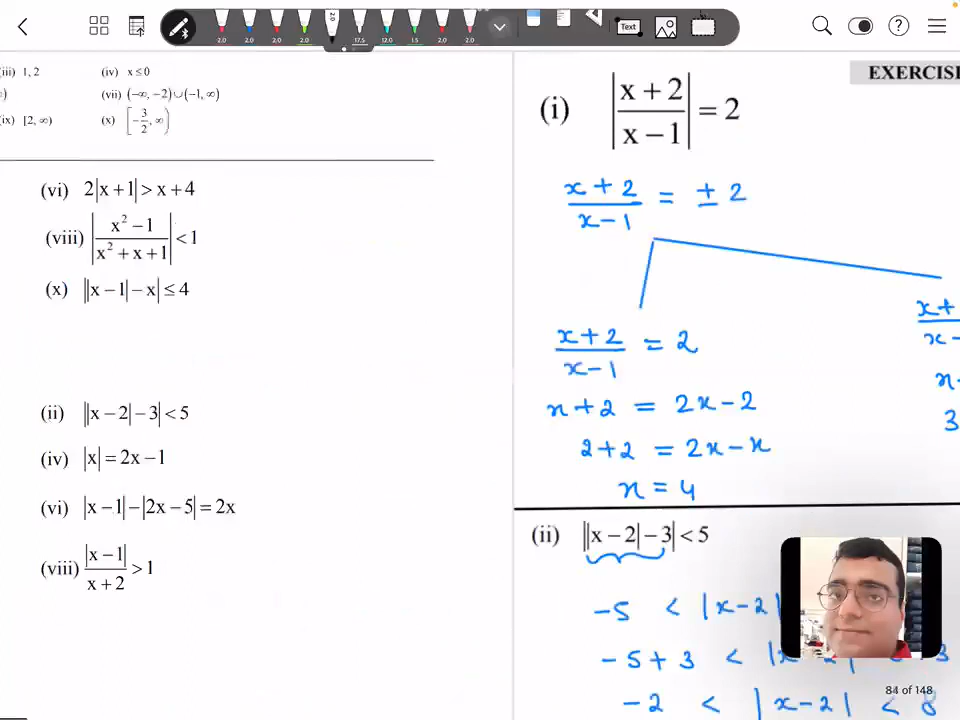 2.0 2.0 2.0 2.0 2.0 17.5 12.0 1.5 2.0 2.0 Text
(iii) 1, 2 (iv) x ≤ 0
) (vii) (−∞, −2)∪(−1, ∞)
(ix) [2, ∞) (x) [−3/2, ∞)
(vi) 2|x+1| > x+4
(viii) |x² − 1 / x² + x + 1| < 1
(x) ||x − 1| − x| ≤ 4
(ii) ||x − 2| − 3| < 5
(iv) |x| = 2x − 1
(vi) |x − 1| − |2x − 5| = 2x
(viii) |x − 1| / x + 2 > 1
EXERCIS
(i) |x + 2 / x − 1| = 2
x + 2 / x − 1 = ± 2
x + 2 / x − 1 = 2
x + 2 = 2x − 2
2 + 2 = 2x − x
x = 4
x +
x −
3
(ii) ||x − 2| − 3| < 5
−5 < |x − 2|
−5 + 3 < 3
−2 < |x − 2| < 8
84 of 148